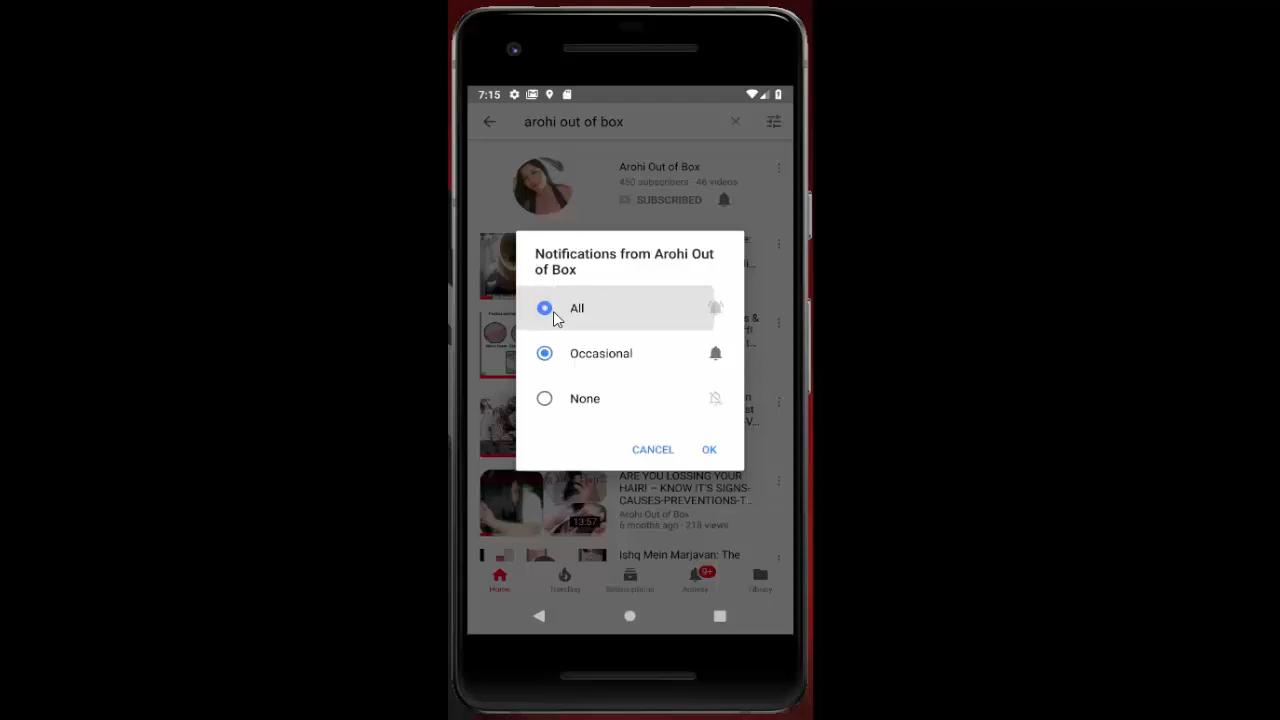 7:15
arohi out of box
Arohi Out of Box
450 subscribers · 46 videos
SUBSCRIBED
Notifications from Arohi Out
of Box
All
Occasional
None
CANCEL
OK
ARE YOU LOSSING YOUR
HAIR! – KNOW IT'S SIGNS-
CAUSES-PREVENTIONS-T...
Arohi Out of Box
6 months ago · 218 views
13:57
Ishq Mein Marjavan: The
9+
Home
Trending
Subscriptions
Activity
Library